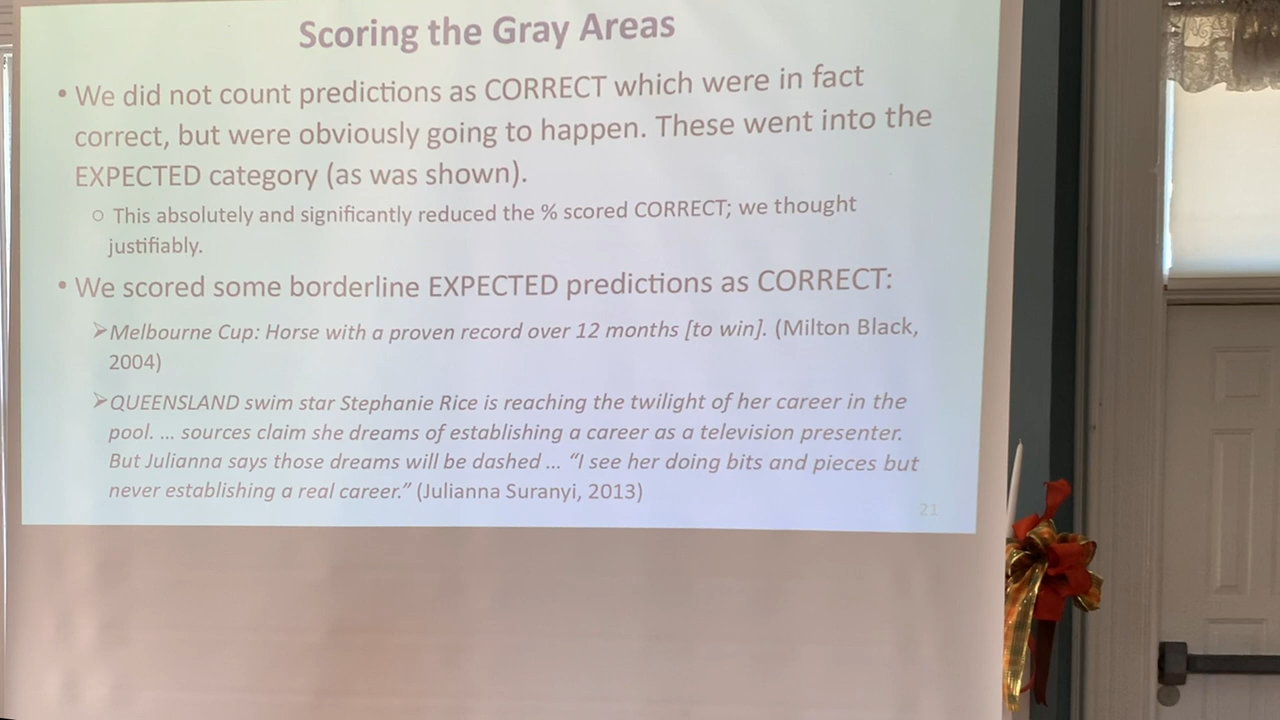 Scoring the Gray Areas
• We did not count predictions as CORRECT which were in fact
correct, but were obviously going to happen. These went into the
EXPECTED category (as was shown).
○ This absolutely and significantly reduced the % scored CORRECT; we thought
justifiably.
• We scored some borderline EXPECTED predictions as CORRECT:
➢ Melbourne Cup: Horse with a proven record over 12 months [to win]. (Milton Black,
2004)
➢ QUEENSLAND swim star Stephanie Rice is reaching the twilight of her career in the
pool. … sources claim she dreams of establishing a career as a television presenter.
But Julianna says those dreams will be dashed … “I see her doing bits and pieces but
never establishing a real career.” (Julianna Suranyi, 2013)
21